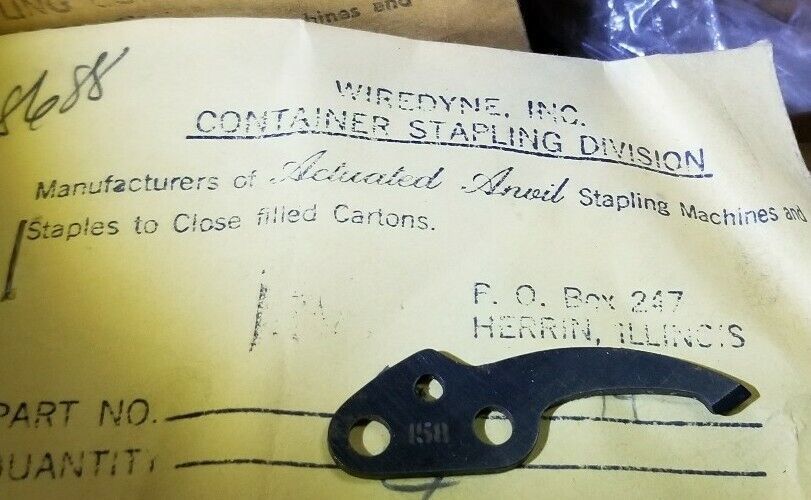 8688
WIREDYNE, INC.
CONTAINER STAPLING DIVISION
Manufacturers of Actuated Anvil Stapling Machines and
Staples to Close filled Cartons.
P. O. Box 247
HERRIN, ILLINOIS
PART NO.
QUANTITY